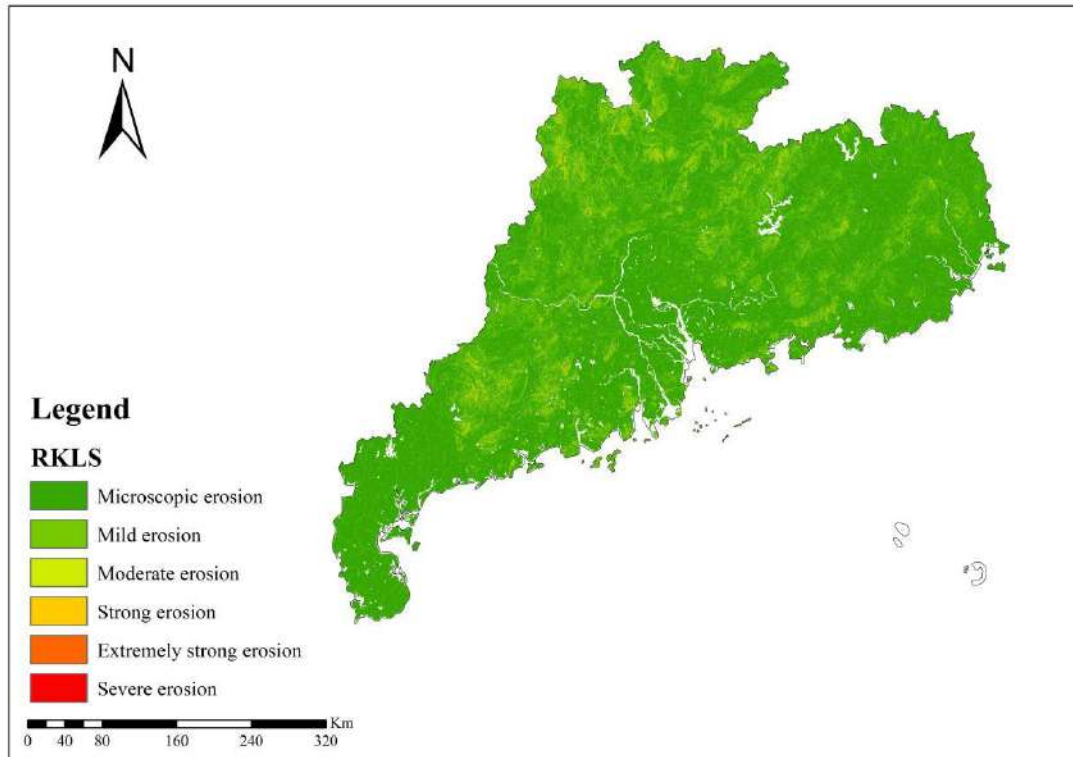 N
Legend
RKLS
Microscopic erosion
Mild erosion
Moderate erosion
Strong erosion
Extremely strong erosion
Severe erosion
Km
0 40 80 160 240 320